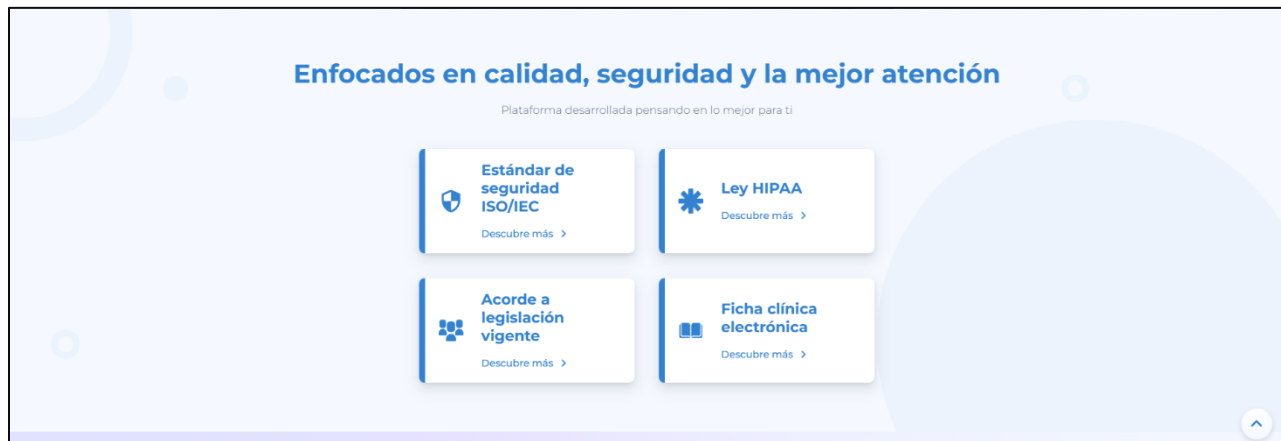 Enfocados en calidad, seguridad y la mejor atención
Plataforma desarrollada pensando en lo mejor para ti
Estándar de
seguridad
ISO/IEC
Descubre más
Ley HIPAA
Descubre más
Acorde a
legislación
vigente
Descubre más
Ficha clínica
electrónica
Descubre más